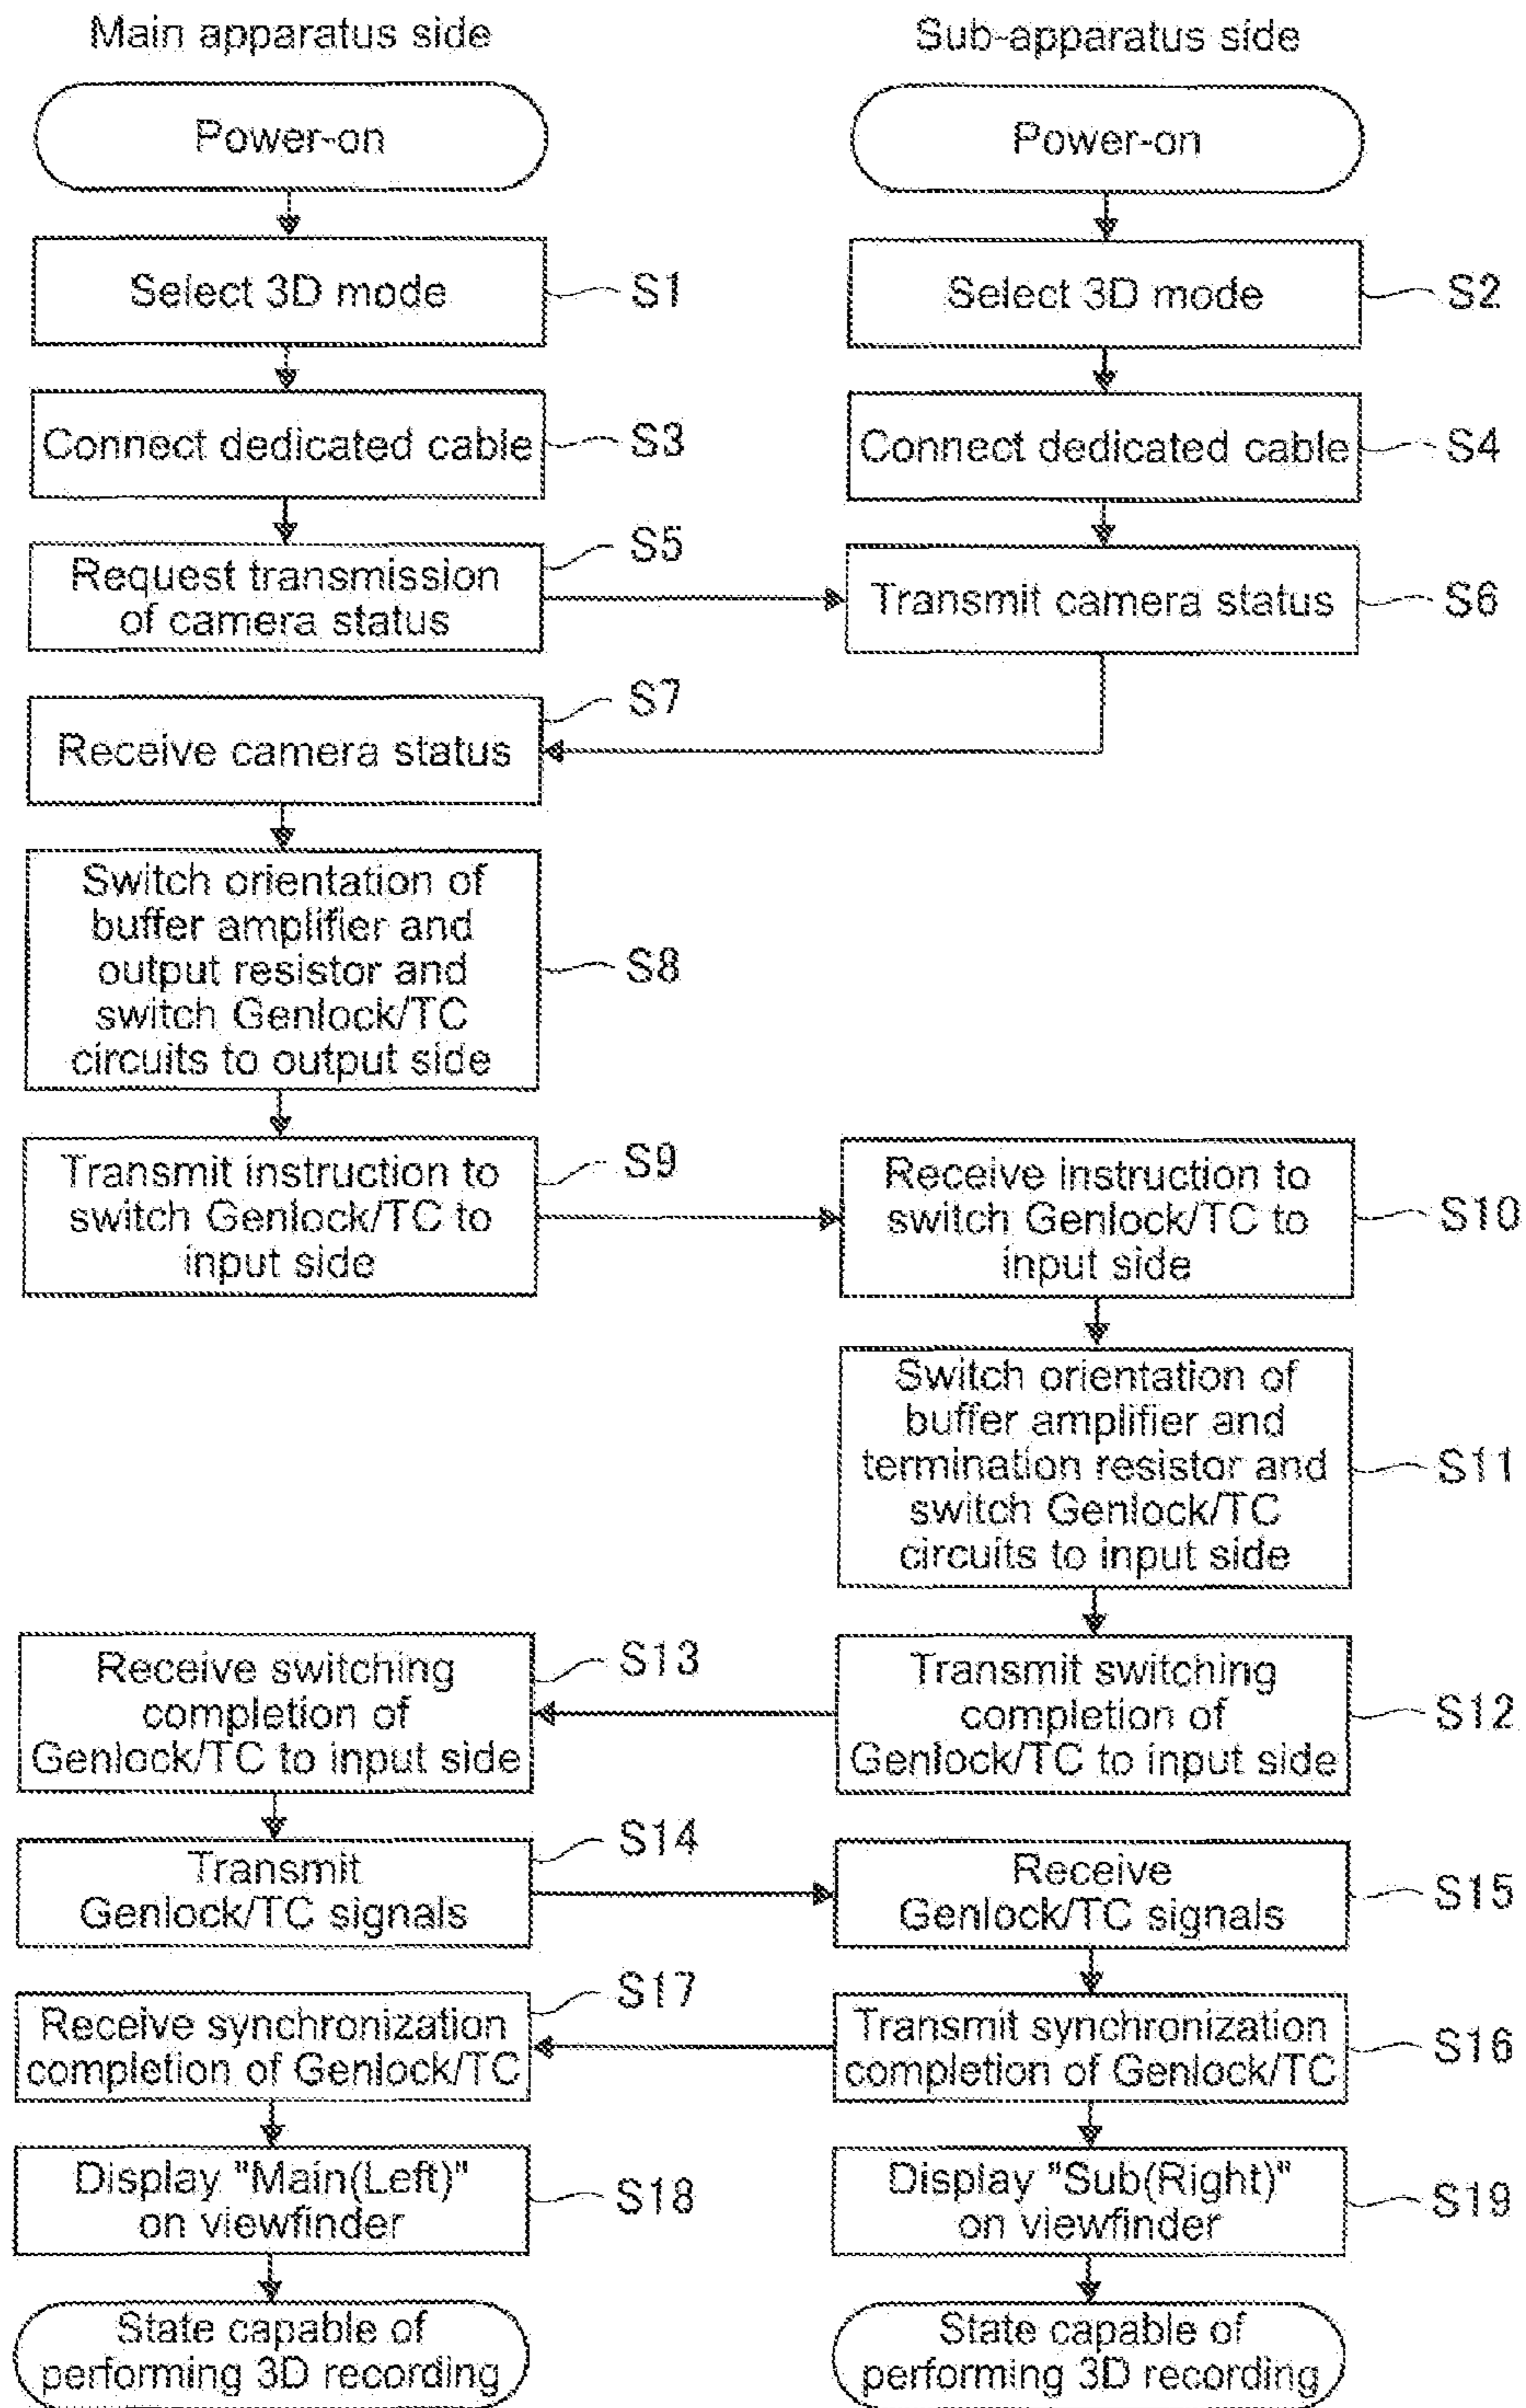 Main apparatus side
Sub-apparatus side
Power-on
Power-on
Select 3D mode
S1
Select 3D mode
S2
Connect dedicated cable
S3
Connect dedicated cable
S4
Request transmission
of camera status
S5
Transmit camera status
S6
Receive camera status
S7
Switch orientation of
buffer amplifier and
output resistor and
switch Genlock/TC
circuits to output side
S8
Transmit instruction to
switch Genlock/TC to
input side
S9
Receive instruction to
switch Genlock/TC to
input side
S10
Switch orientation of
buffer amplifier and
termination resistor and
switch Genlock/TC
circuits to input side
S11
Receive switching
completion of
Genlock/TC to input side
S13
Transmit switching
completion of
Genlock/TC to input side
S12
Transmit
Genlock/TC signals
S14
Receive
Genlock/TC signals
S15
Receive synchronization
completion of Genlock/TC
S17
Transmit synchronization
completion of Genlock/TC
S16
Display "Main(Left)"
on viewfinder
S18
Display "Sub(Right)"
on viewfinder
S19
State capable of
performing 3D recording
State capable of
performing 3D recording